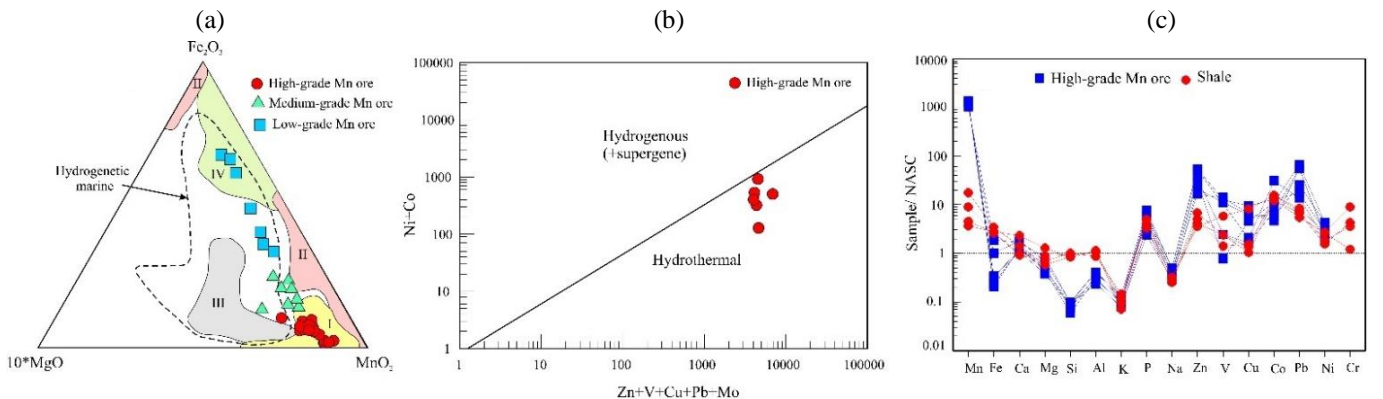 (a)
Fe₂O₃
High-grade Mn ore
Medium-grade Mn ore
Low-grade Mn ore
Hydrogenetic
marine
II
IV
II
III
I
10*MgO
MnO₂
(b)
100000
10000
1000
100
10
1
Ni+Co
High-grade Mn ore
Hydrogenous
(+supergene)
Hydrothermal
1
10
100
1000
10000
100000
Zn+V+Cu+Pb+Mo
(c)
High-grade Mn ore
Shale
1000
100
10
1
0.1
0.01
Sample/ NASC
Mn Fe Ca Mg Si Al K P Na Zn V Cu Co Pb Ni Cr